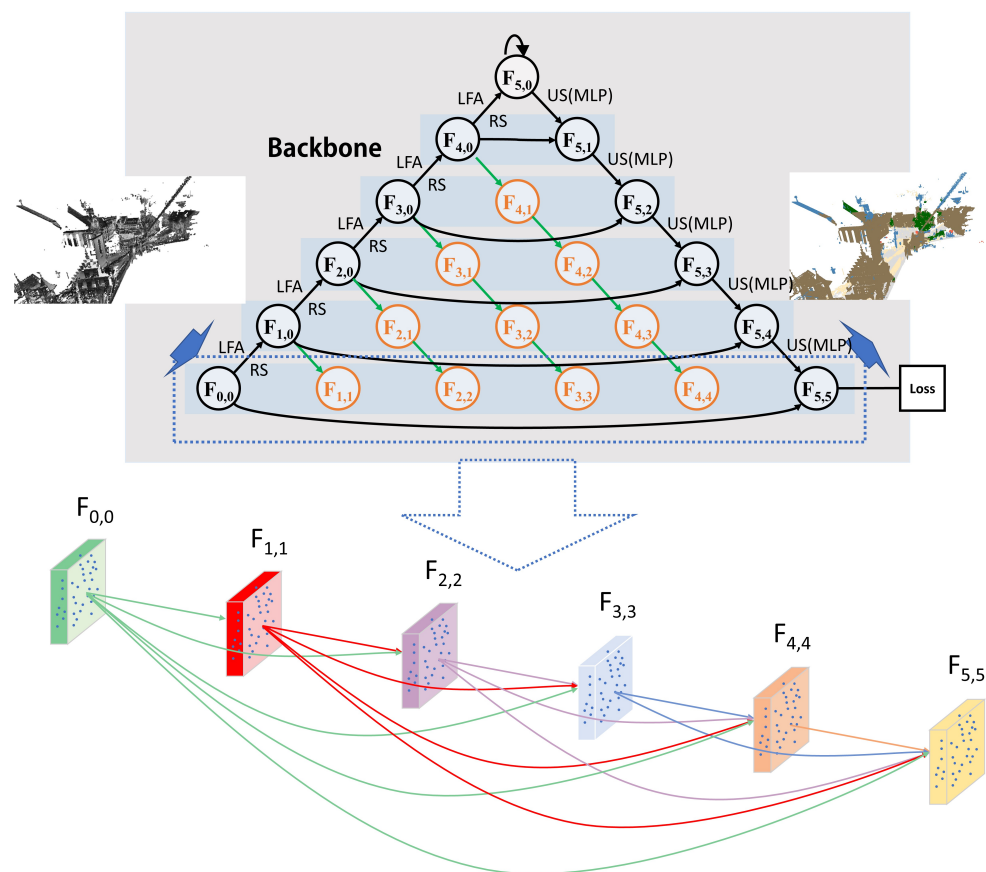 F5,0
LFA
US(MLP)
RS
Backbone
F4,0
F5,1
LFA
US(MLP)
RS
F3,0
F4,1
F5,2
LFA
US(MLP)
RS
F2,0
F3,1
F4,2
F5,3
LFA
US(MLP)
RS
F1,0
F2,1
F3,2
F4,3
F5,4
LFA
US(MLP)
RS
F0,0
F1,1
F2,2
F3,3
F4,4
F5,5
Loss
F0,0
F1,1
F2,2
F3,3
F4,4
F5,5